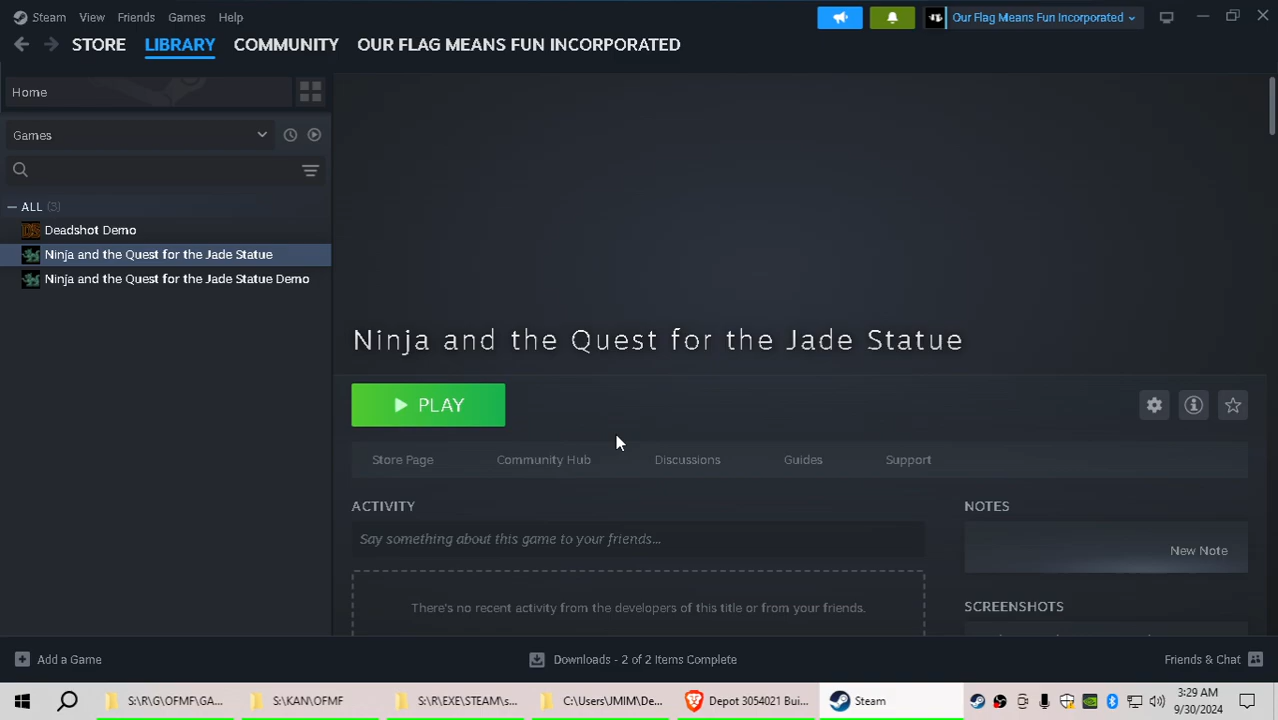 Steam View Friends Games Help Our Flag Means Fun Incorporated
STORE LIBRARY COMMUNITY OUR FLAG MEANS FUN INCORPORATED
Home
Games
ALL (3)
Deadshot Demo
Ninja and the Quest for the Jade Statue
Ninja and the Quest for the Jade Statue Demo
Ninja and the Quest for the Jade Statue
PLAY
Store Page Community Hub Discussions Guides Support
ACTIVITY
Say something about this game to your friends...
There's no recent activity from the developers of this title or from your friends.
NOTES
New Note
SCREENSHOTS
Add a Game Downloads - 2 of 2 Items Complete Friends & Chat
S:\R\G\OFMF\GA... S:\KAN\OFMF S:\R\EXE\STEAM\s... C:\Users\JMIM\De... Depot 3054021 Bui... Steam
3:29 AM
9/30/2024